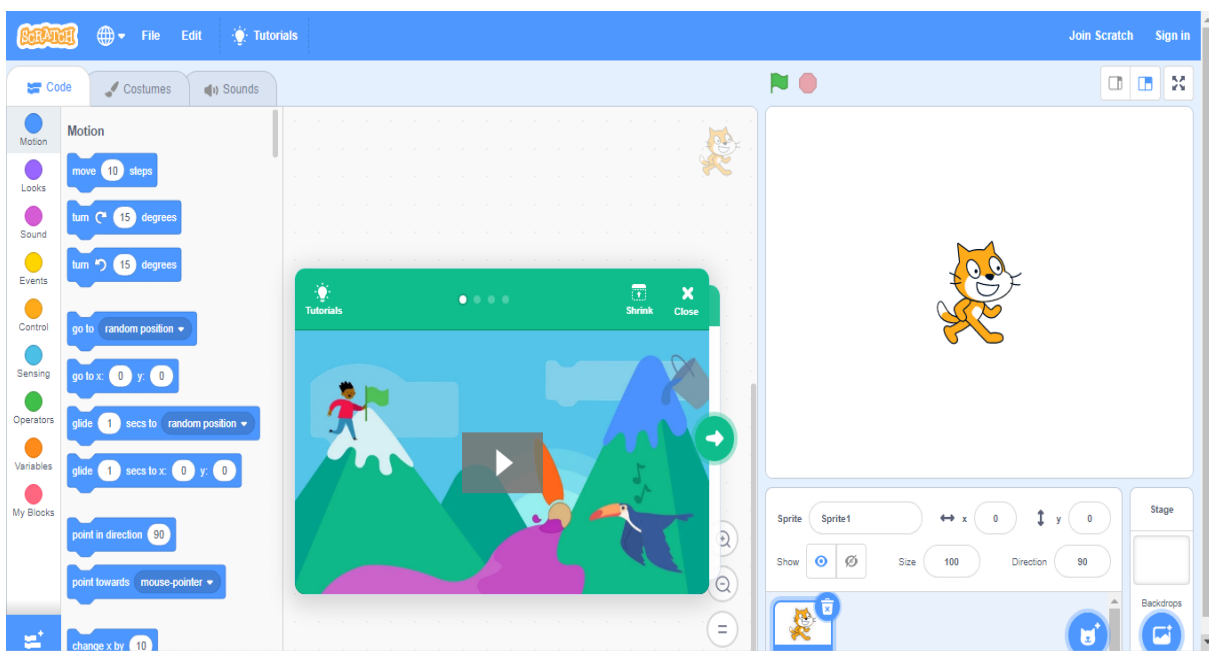 SCRATCH File Edit Tutorials Join Scratch Sign in
Code Costumes Sounds
Motion
Looks
Sound
Events
Control
Sensing
Operators
Variables
My Blocks
Motion
move 10 steps
turn 15 degrees
turn 15 degrees
go to random position
go to x: 0 y: 0
glide 1 secs to random position
glide 1 secs to x: 0 y: 0
point in direction 90
point towards mouse-pointer
change x by 10
Tutorials Shrink Close
Sprite Sprite1 x 0 y 0
Show Size 100 Direction 90
Stage
Backdrops